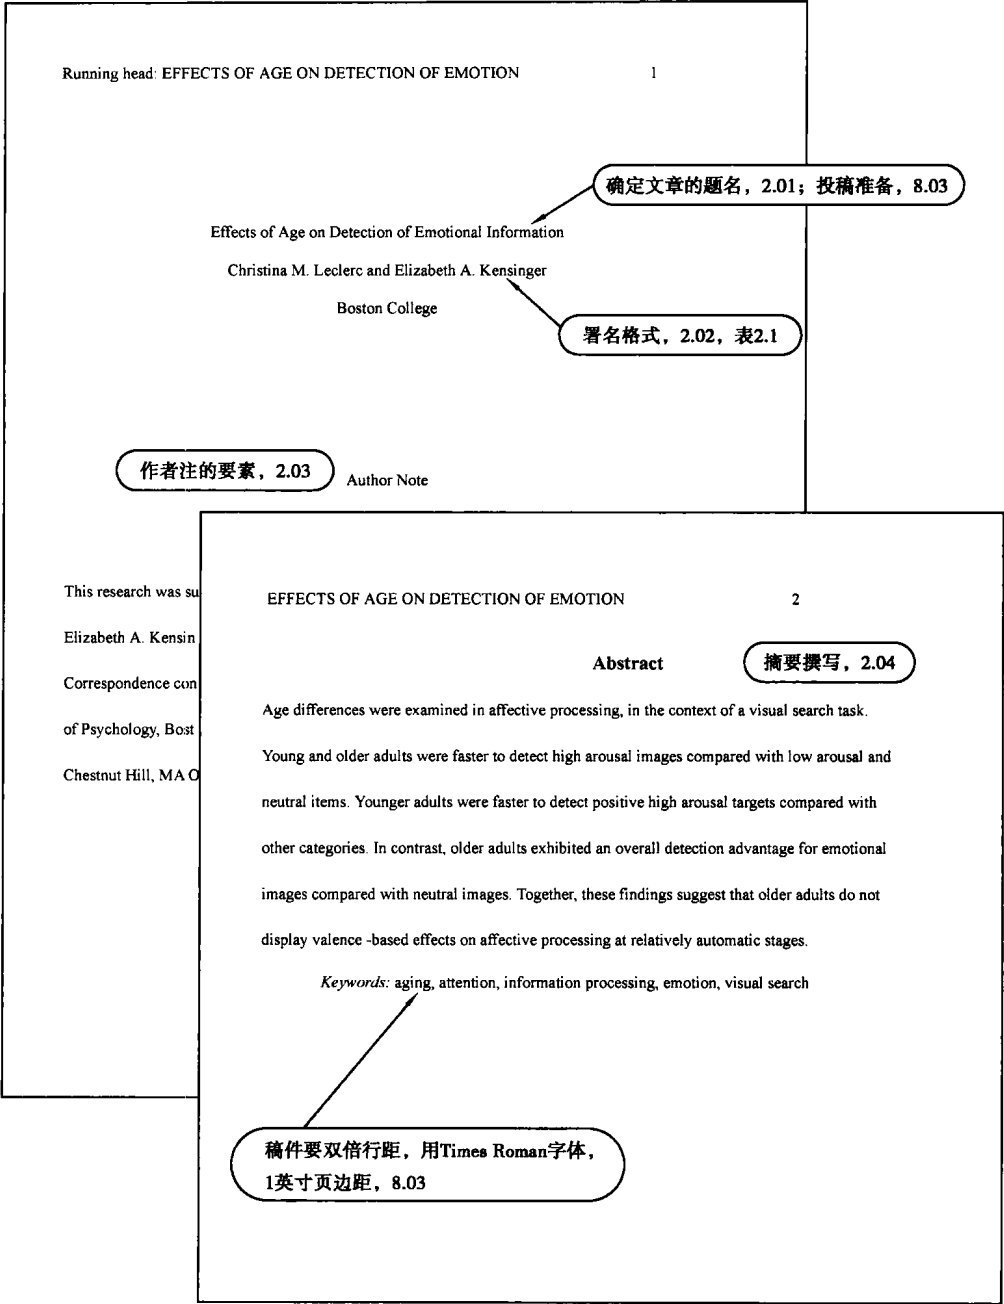 Running head: EFFECTS OF AGE ON DETECTION OF EMOTION 1
确定文章的题名，2.01；投稿准备，8.03
Effects of Age on Detection of Emotional Information
Christina M. Leclerc and Elizabeth A. Kensinger
Boston College
署名格式，2.02，表2.1
作者注的要素，2.03
Author Note
This research was su
Elizabeth A. Kensin
Correspondence con
of Psychology, Bost
Chestnut Hill, MA O
EFFECTS OF AGE ON DETECTION OF EMOTION 2
Abstract
摘要撰写，2.04
Age differences were examined in affective processing, in the context of a visual search task.
Young and older adults were faster to detect high arousal images compared with low arousal and
neutral items. Younger adults were faster to detect positive high arousal targets compared with
other categories. In contrast, older adults exhibited an overall detection advantage for emotional
images compared with neutral images. Together, these findings suggest that older adults do not
display valence -based effects on affective processing at relatively automatic stages.
Keywords: aging, attention, information processing, emotion, visual search
稿件要双倍行距，用Times Roman字体，
1英寸页边距，8.03